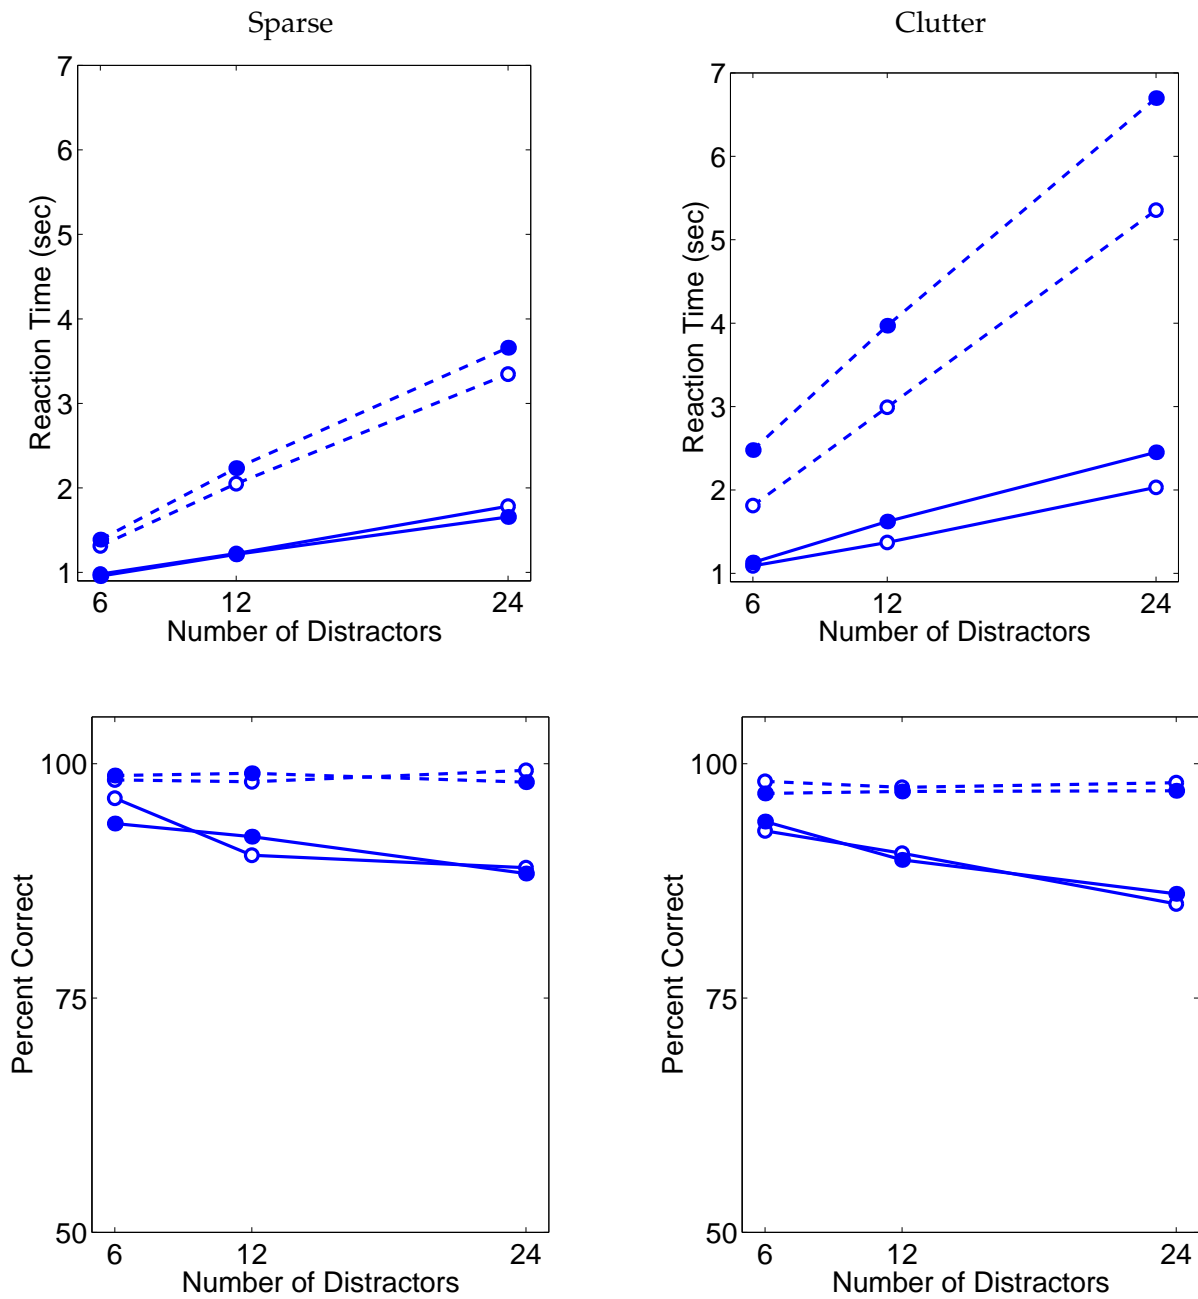 Sparse
Clutter
7
6
5
4
3
2
1
Reaction Time (sec)
6 12 24
Number of Distractors
7
6
5
4
3
2
1
Reaction Time (sec)
6 12 24
Number of Distractors
100
75
50
Percent Correct
6 12 24
Number of Distractors
100
75
50
Percent Correct
6 12 24
Number of Distractors